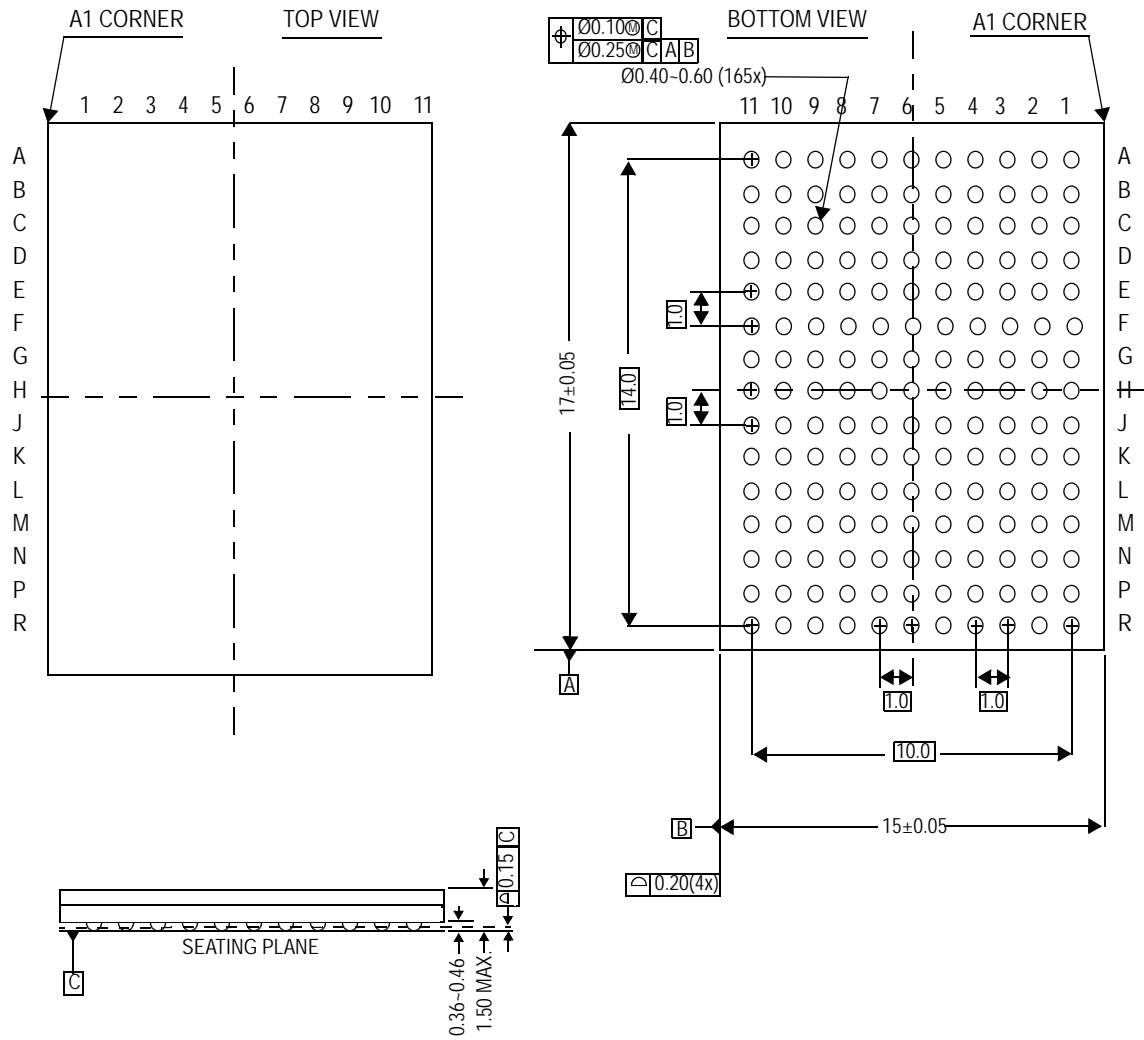 A1 CORNER
TOP VIEW
1 2 3 4 5 6 7 8 9 10 11
A
B
C
D
E
F
G
H
J
K
L
M
N
P
R
Ø0.10Ⓜ C
Ø0.25Ⓜ C A B
Ø0.40~0.60 (165x)
BOTTOM VIEW
A1 CORNER
11 10 9 8 7 6 5 4 3 2 1
A
B
C
D
E
F
G
H
J
K
L
M
N
P
R
1.0
1.0
14.0
17±0.05
A
1.0
1.0
10.0
B
15±0.05
0.20(4x)
0.15 C
SEATING PLANE
C
0.36~0.46
1.50 MAX.